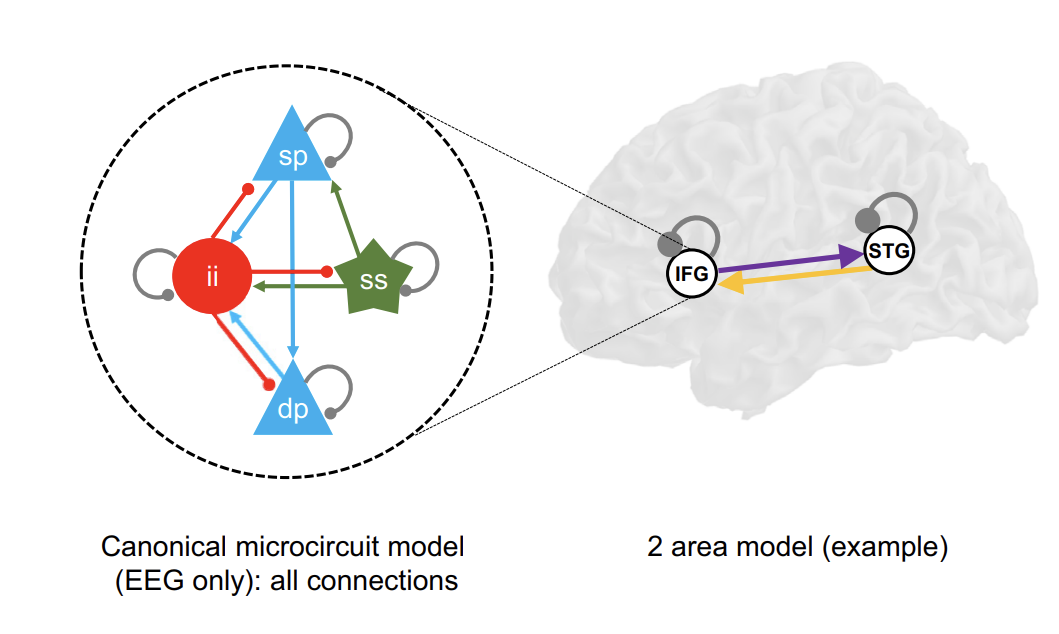 sp
ii
ss
dp
IFG
STG
Canonical microcircuit model
(EEG only): all connections
2 area model (example)